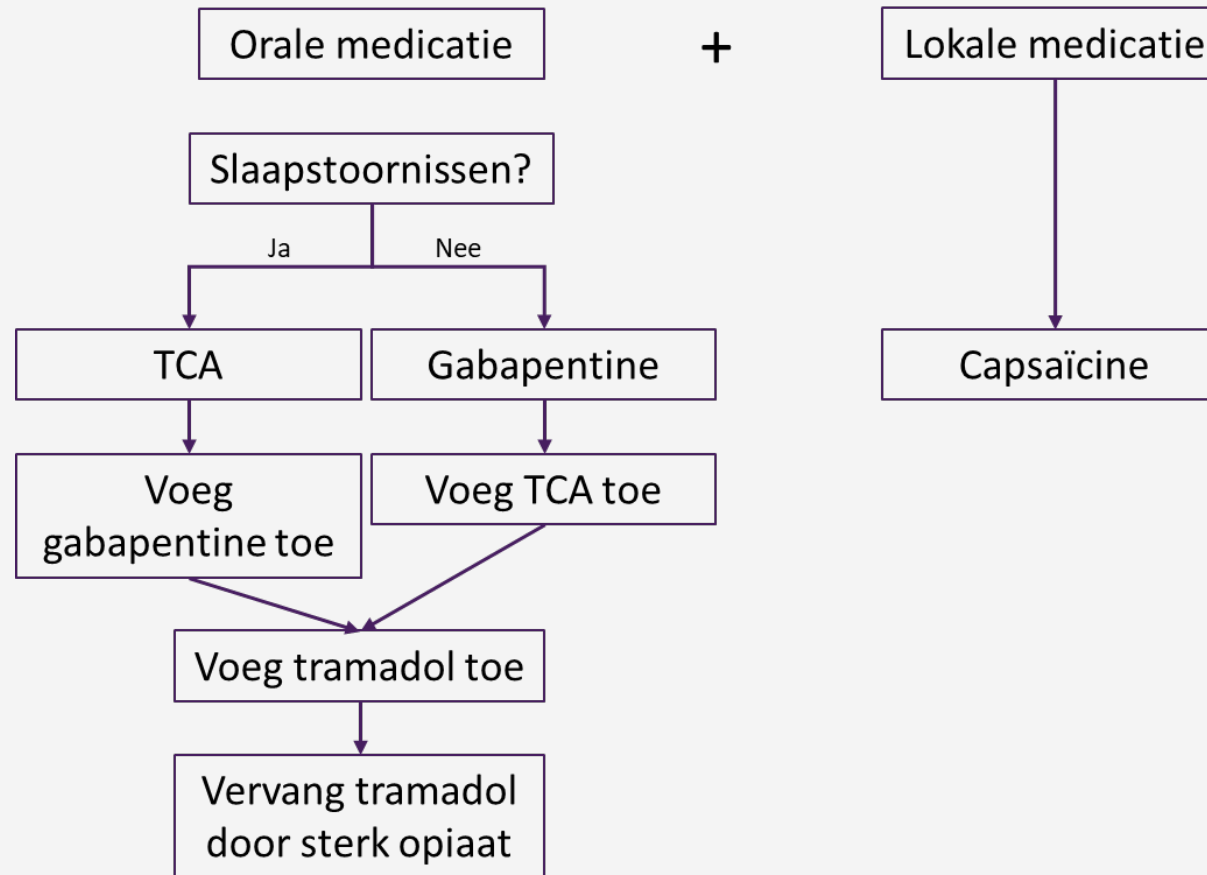 Orale medicatie
+
Lokale medicatie
Slaapstoornissen?
Ja
Nee
TCA
Gabapentine
Capsaïcine
Voeg
gabapentine toe
Voeg TCA toe
Voeg tramadol toe
Vervang tramadol
door sterk opiaat